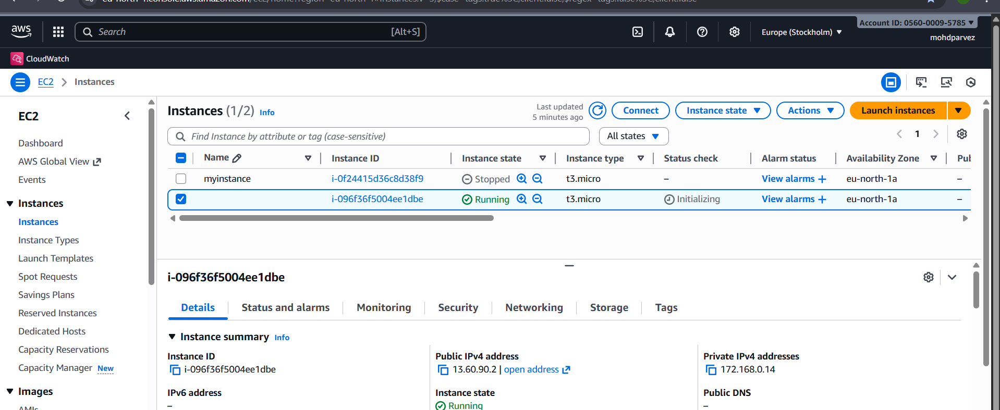 aws
Search
[Alt+S]
Europe (Stockholm)
Account ID: 0560-0009-5785
mohdparvez
CloudWatch
EC2
Instances
EC2
Dashboard
AWS Global View
Events
Instances
Instances
Instance Types
Launch Templates
Spot Requests
Savings Plans
Reserved Instances
Dedicated Hosts
Capacity Reservations
Capacity Manager New
Images
AMIs
Instances (1/2) Info
Last updated
5 minutes ago
Connect
Instance state
Actions
Launch instances
Find Instance by attribute or tag (case-sensitive)
All states
1
Name Instance ID Instance state Instance type Status check Alarm status Availability Zone
myinstance i-0f24415d36c8d38f9 Stopped t3.micro – View alarms + eu-north-1a –
i-096f36f5004ee1dbe Running t3.micro Initializing View alarms + eu-north-1a –
i-096f36f5004ee1dbe
Details Status and alarms Monitoring Security Networking Storage Tags
Instance summary Info
Instance ID
i-096f36f5004ee1dbe
Public IPv4 address
13.60.90.2 | open address
Private IPv4 addresses
172.168.0.14
IPv6 address
–
Instance state
Running
Public DNS
–